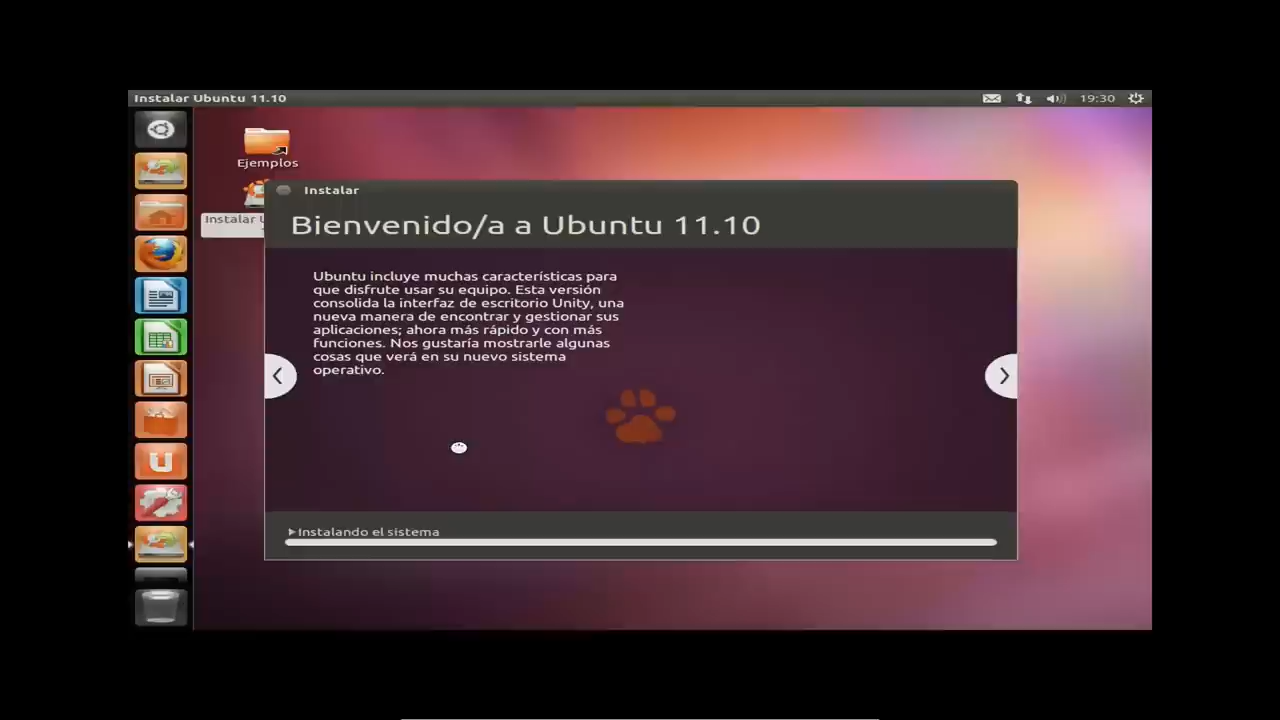 Instalar Ubuntu 11.10
19:30
Ejemplos
Instalar U
Instalar
Bienvenido/a a Ubuntu 11.10
Ubuntu incluye muchas características para
que disfrute usar su equipo. Esta versión
consolida la interfaz de escritorio Unity, una
nueva manera de encontrar y gestionar sus
aplicaciones; ahora más rápido y con más
funciones. Nos gustaría mostrarle algunas
cosas que verá en su nuevo sistema
operativo.
Instalando el sistema